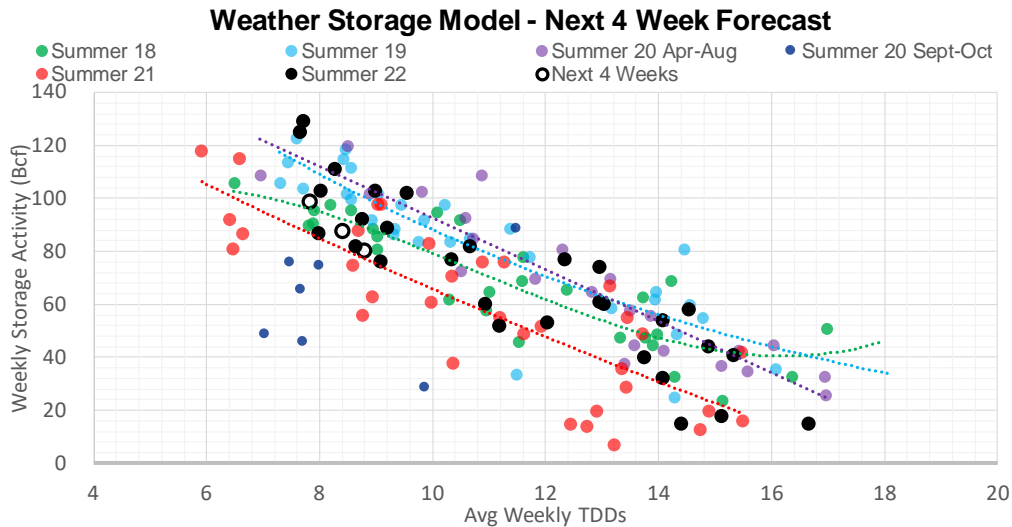 Weather Storage Model - Next 4 Week Forecast
Summer 18 Summer 19 Summer 20 Apr-Aug Summer 20 Sept-Oct
Summer 21 Summer 22 Next 4 Weeks
140
120
100
80
60
40
20
0
Weekly Storage Activity (Bcf)
4 6 8 10 12 14 16 18 20
Avg Weekly TDDs